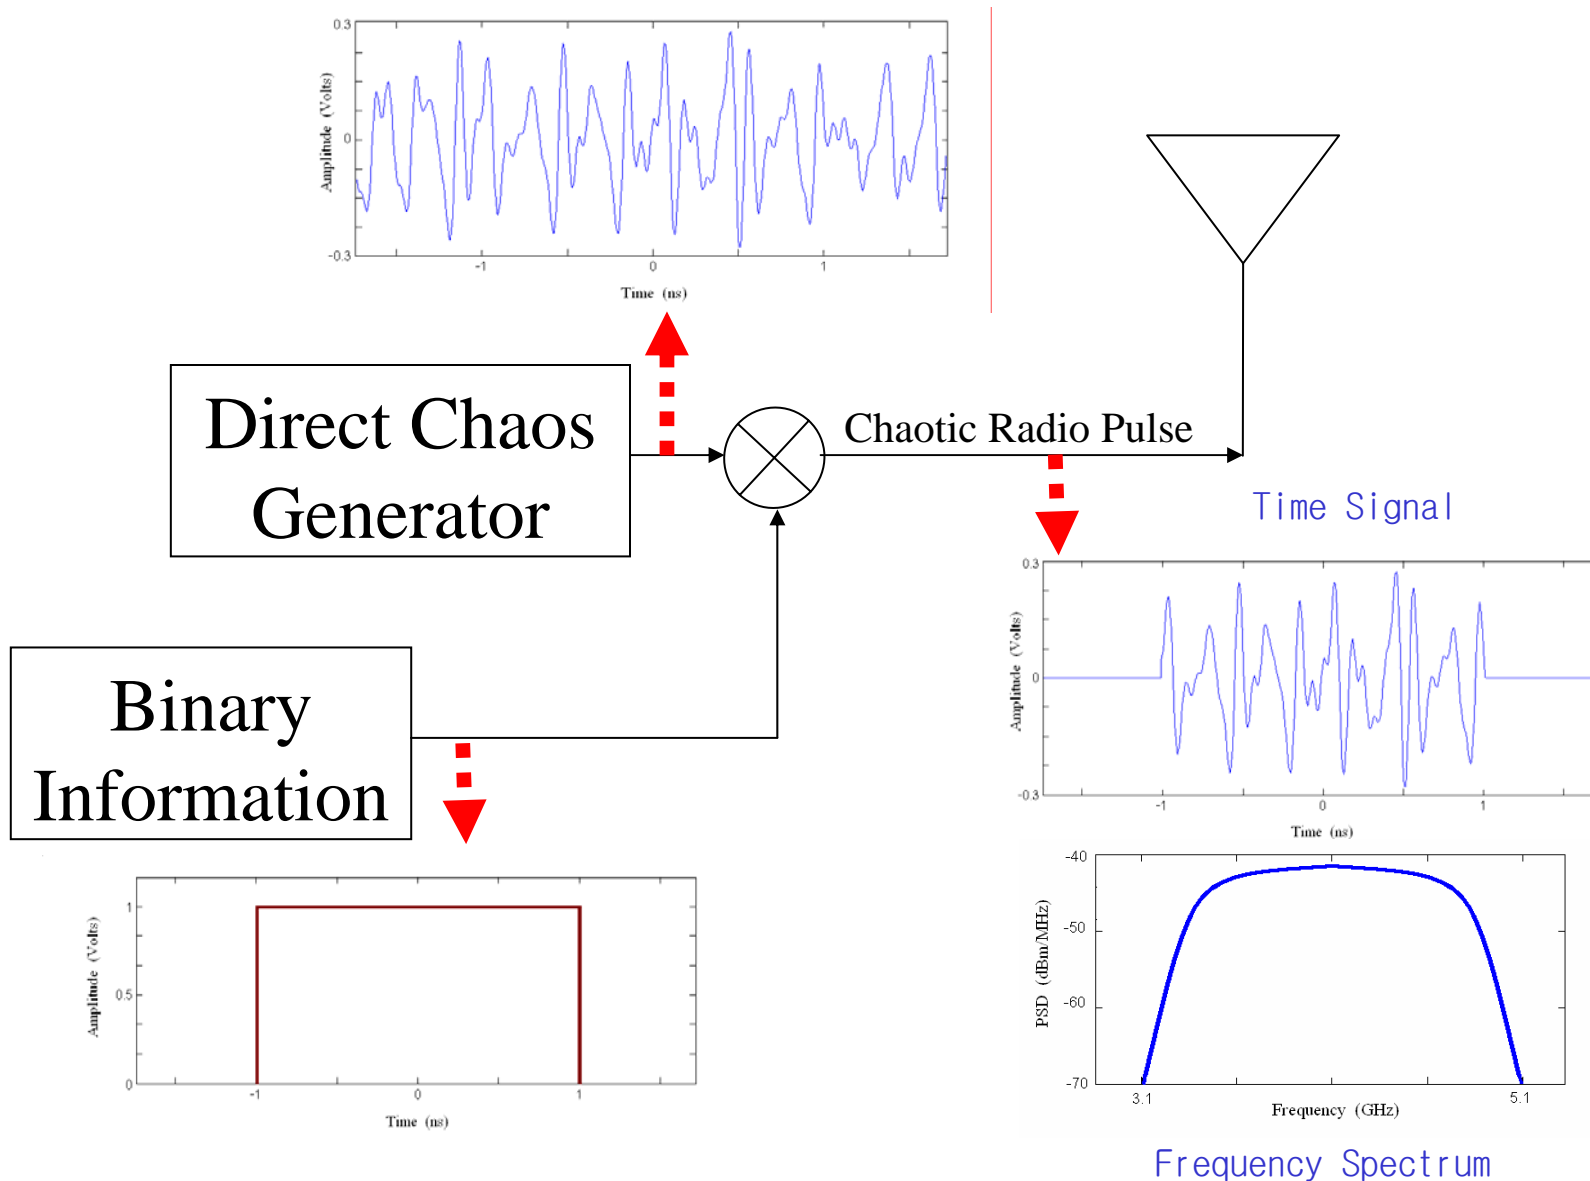 0.3
0
-0.3
Amplitude (Volts)
-1
0
1
Time (ns)
Direct Chaos
Generator
Chaotic Radio Pulse
Time Signal
0.3
0
-0.3
Amplitude (Volts)
-1
0
1
Time (ns)
Binary
Information
1
0.5
0
Amplitude (Volts)
-1
0
1
Time (ns)
-40
-50
-60
-70
PSD (dBm/MHz)
3.1
5.1
Frequency (GHz)
Frequency Spectrum